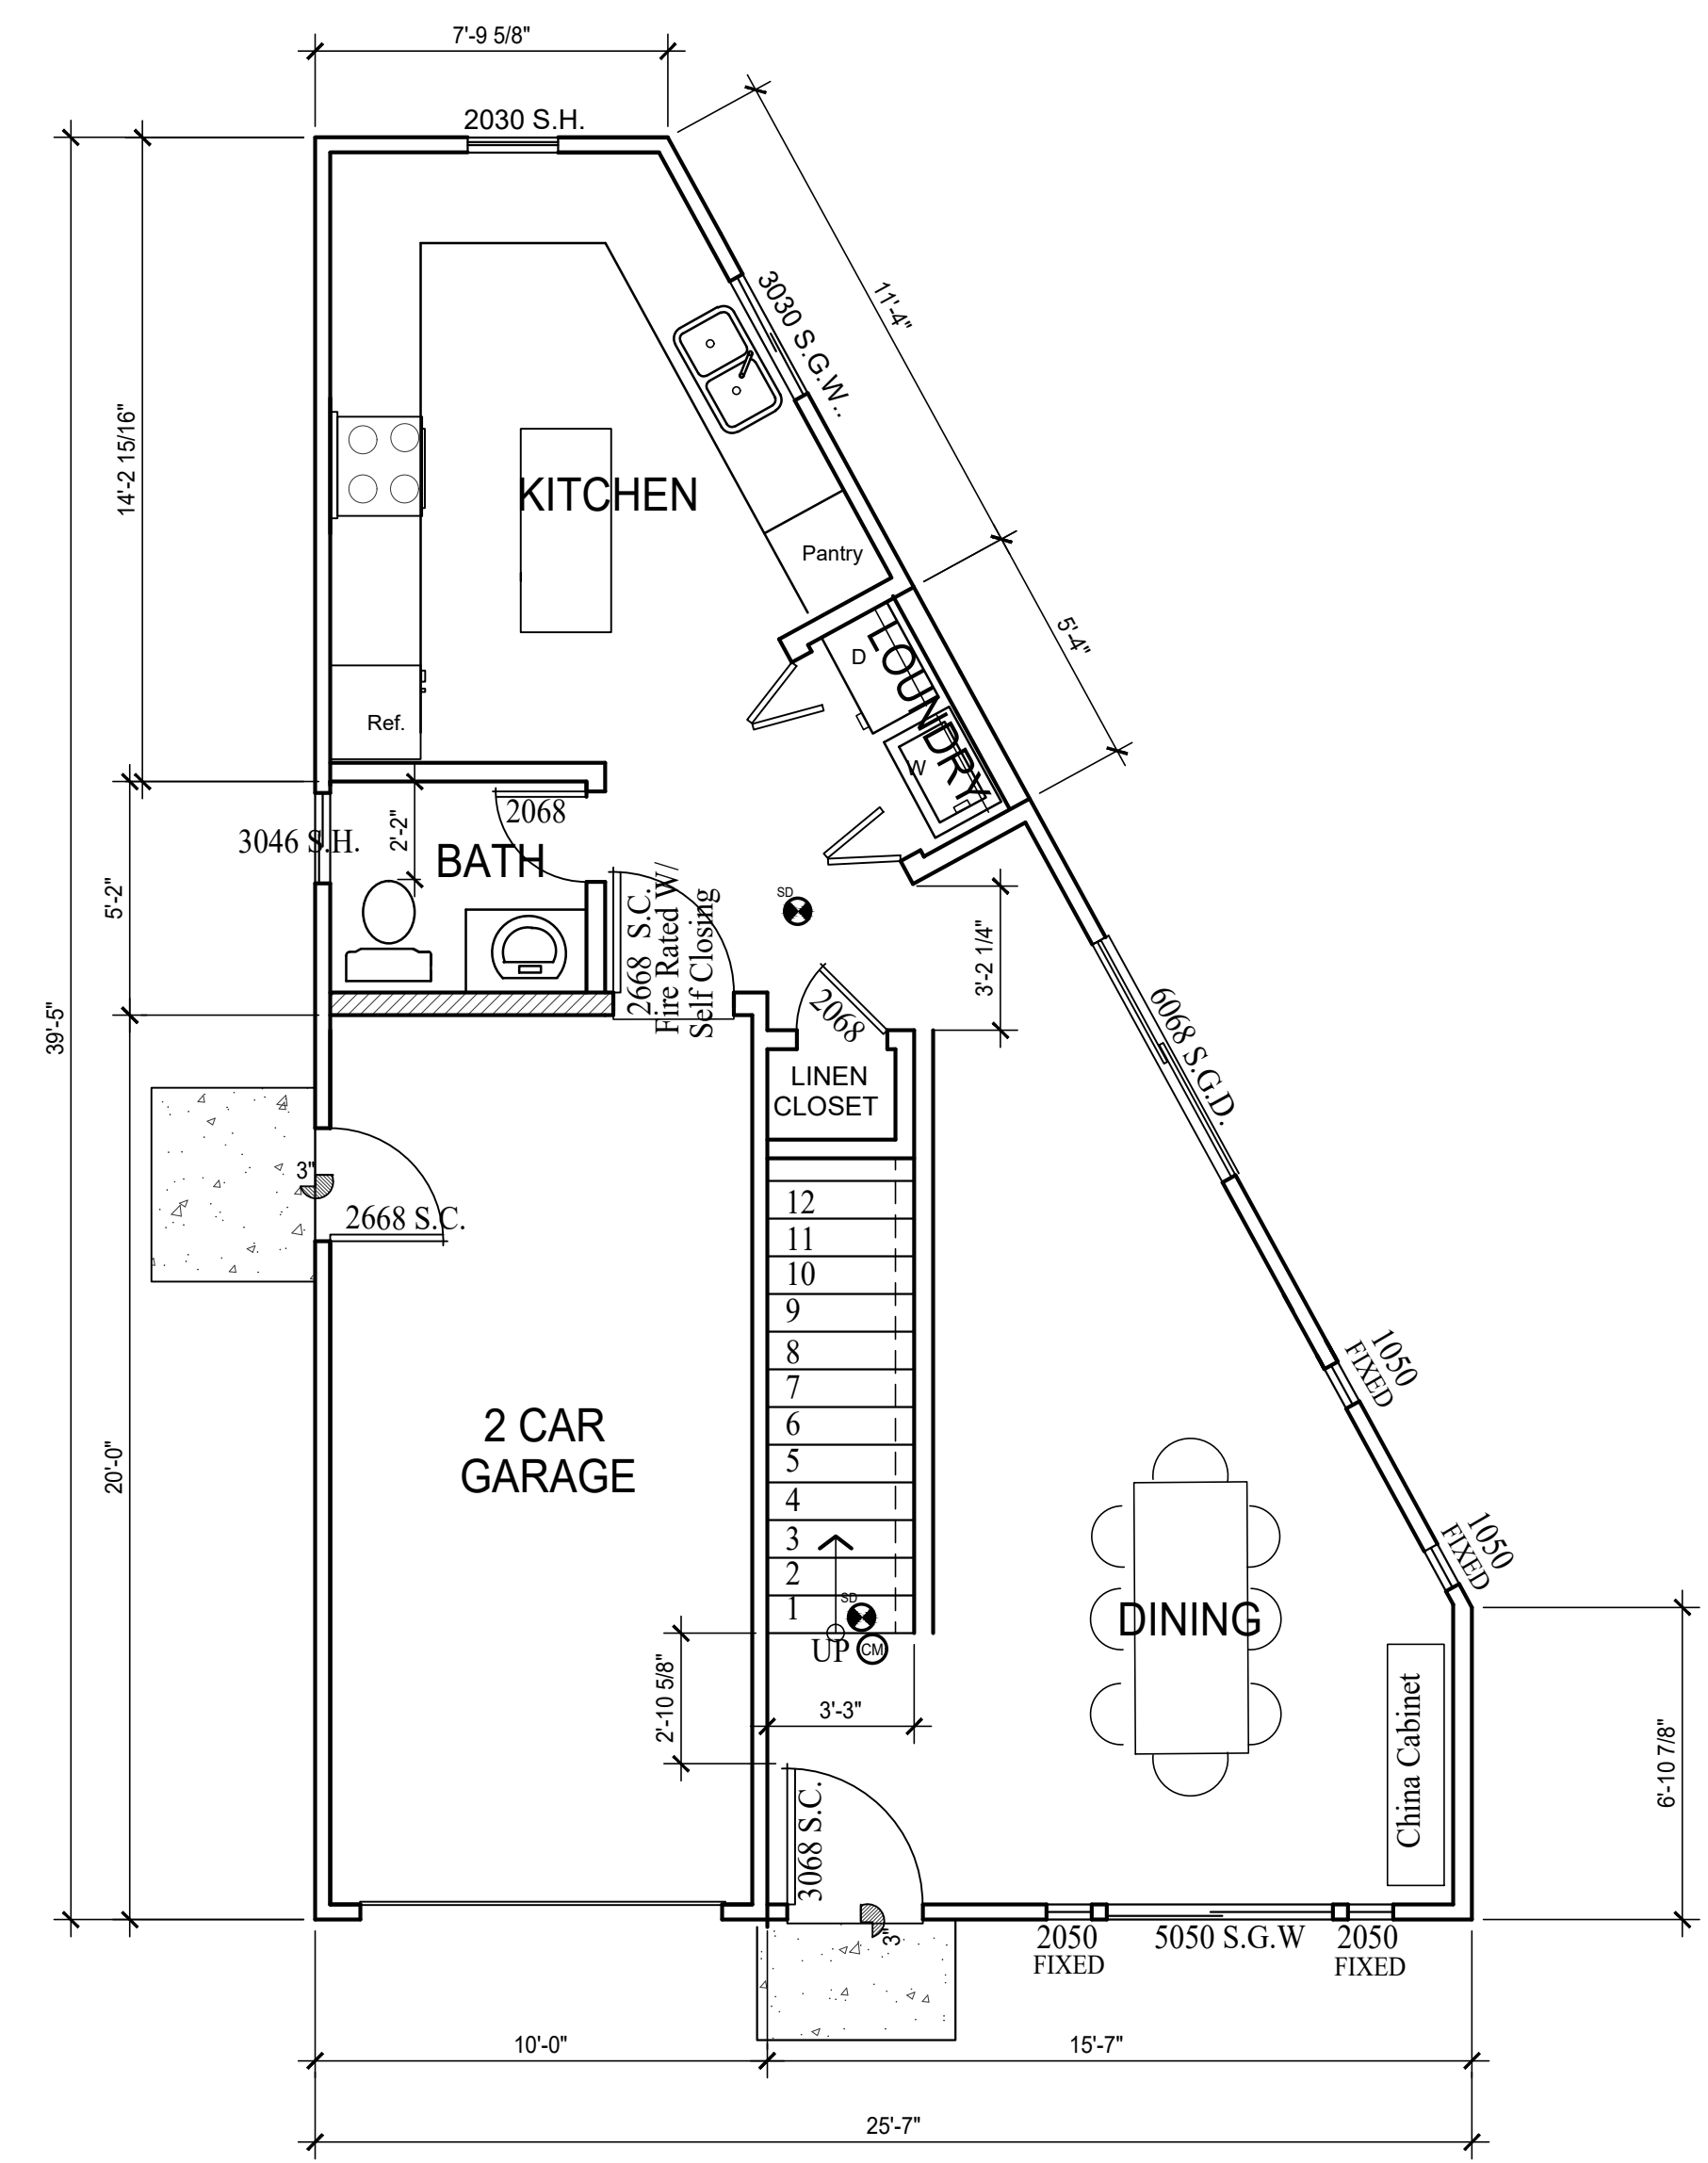 7'-9 5/8"
2030 S.H.
3030 S.G.W..
11'-4"
14'-2 15/16"
KITCHEN
Pantry
5'-4"
D
LOUNDRY
W
Ref.
2068
3046 S.H.
2'-2"
BATH
5'-2"
2668 S.C.
Fire Rated W/
Self Closing
SD
3'-2 1/4"
2068
6068 S.G.D.
39'-5"
LINEN
CLOSET
3"
2668 S.C.
12
11
10
9
8
7
6
5
4
3
2
1
1050
FIXED
2 CAR
GARAGE
20'-0"
1050
FIXED
SD
UP
CM
DINING
2'-10 5/8"
3'-3"
China Cabinet
6'-10 7/8"
3068 S.C.
3"
2050
FIXED
5050 S.G.W
2050
FIXED
10'-0"
15'-7"
25'-7"